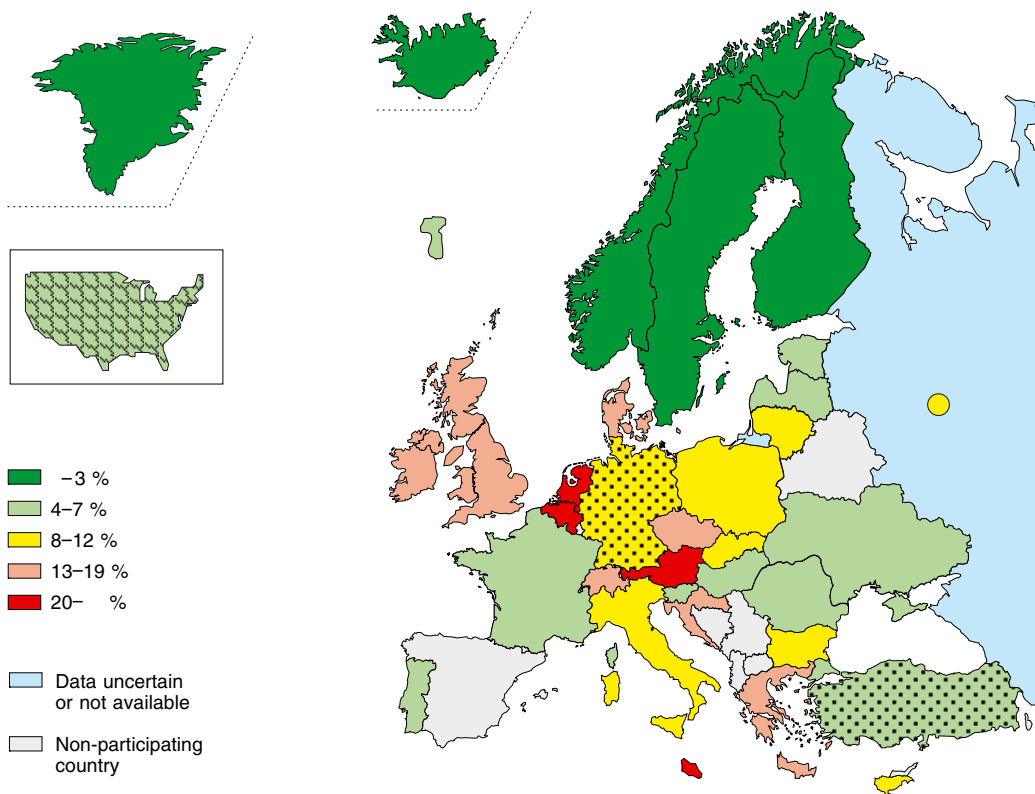 –3 %
4–7 %
8–12 %
13–19 %
20– %
Data uncertain
or not available
Non-participating
country